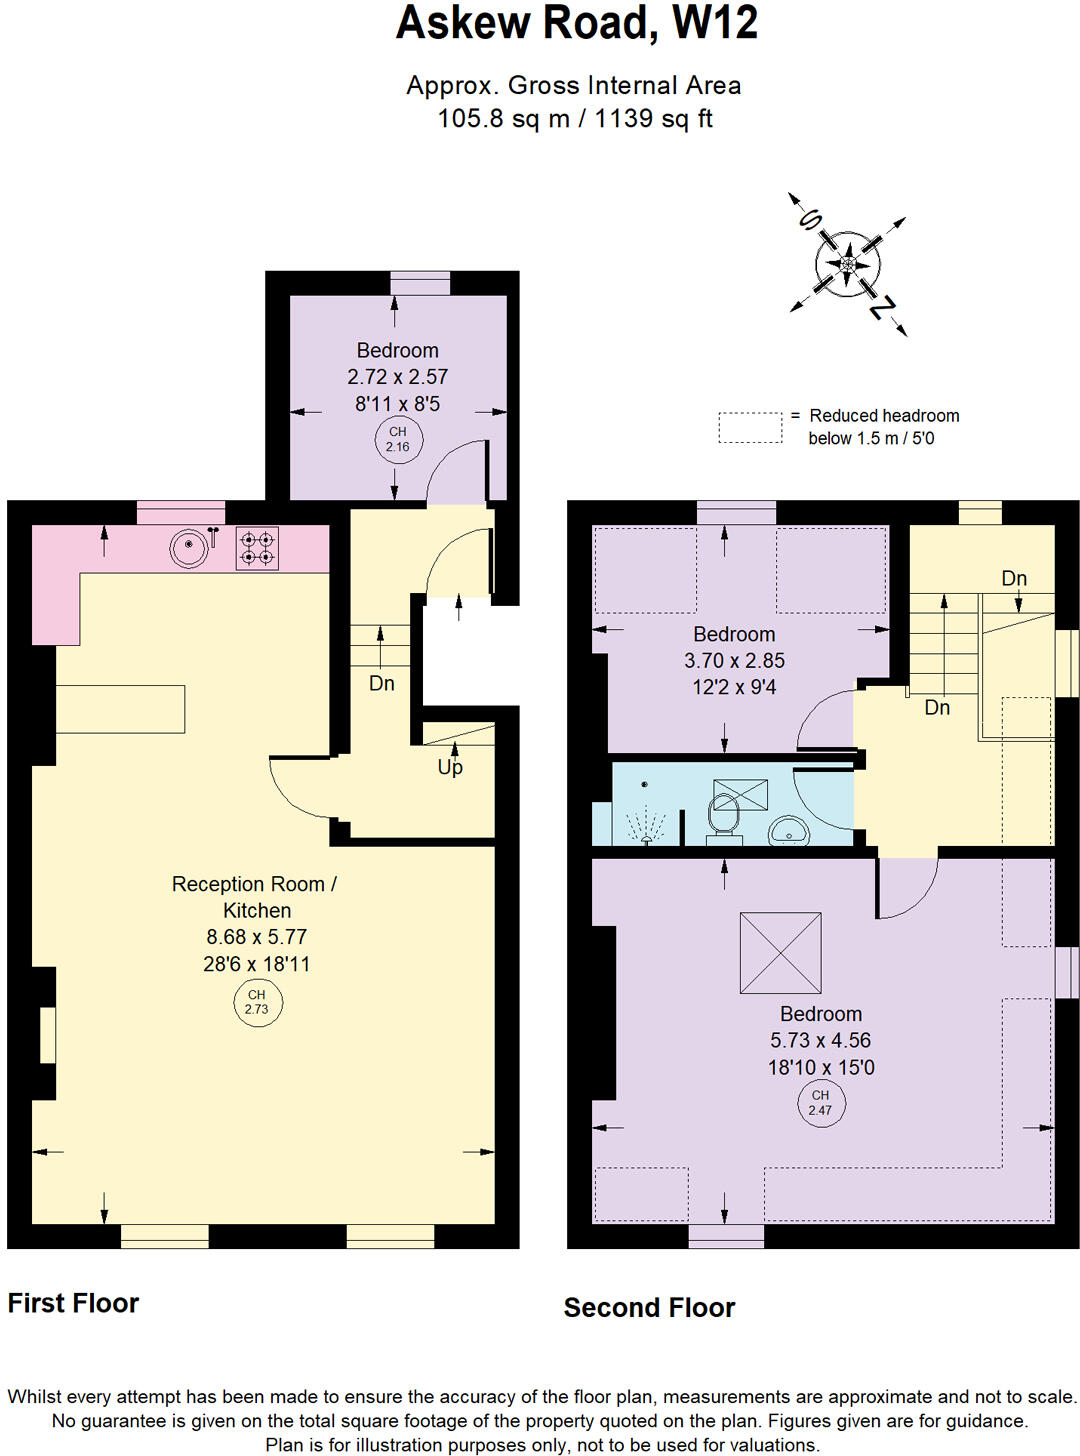 Askew Road, W12
Approx. Gross Internal Area
105.8 sq m / 1139 sq ft
S
N
= Reduced headroom
below 1.5 m / 5'0
Bedroom
2.72 x 2.57
8'11 x 8'5
CH
2.16
Dn
Up
Reception Room /
Kitchen
8.68 x 5.77
28'6 x 18'11
CH
2.73
First Floor
Dn
Bedroom
3.70 x 2.85
12'2 x 9'4
Dn
Bedroom
5.73 x 4.56
18'10 x 15'0
CH
2.47
Second Floor
Whilst every attempt has been made to ensure the accuracy of the floor plan, measurements are approximate and not to scale.
No guarantee is given on the total square footage of the property quoted on the plan. Figures given are for guidance.
Plan is for illustration purposes only, not to be used for valuations.